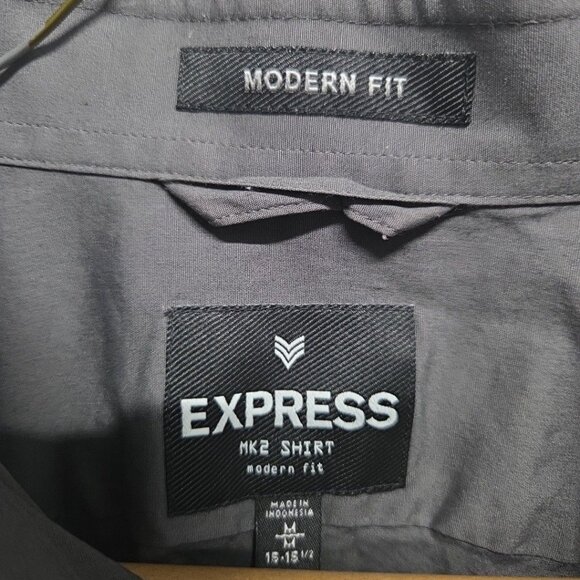 MODERN FIT
EXPRESS
MK2 SHIRT
modern fit
MADE IN
INDONESIA
M
M
15-15 1/2